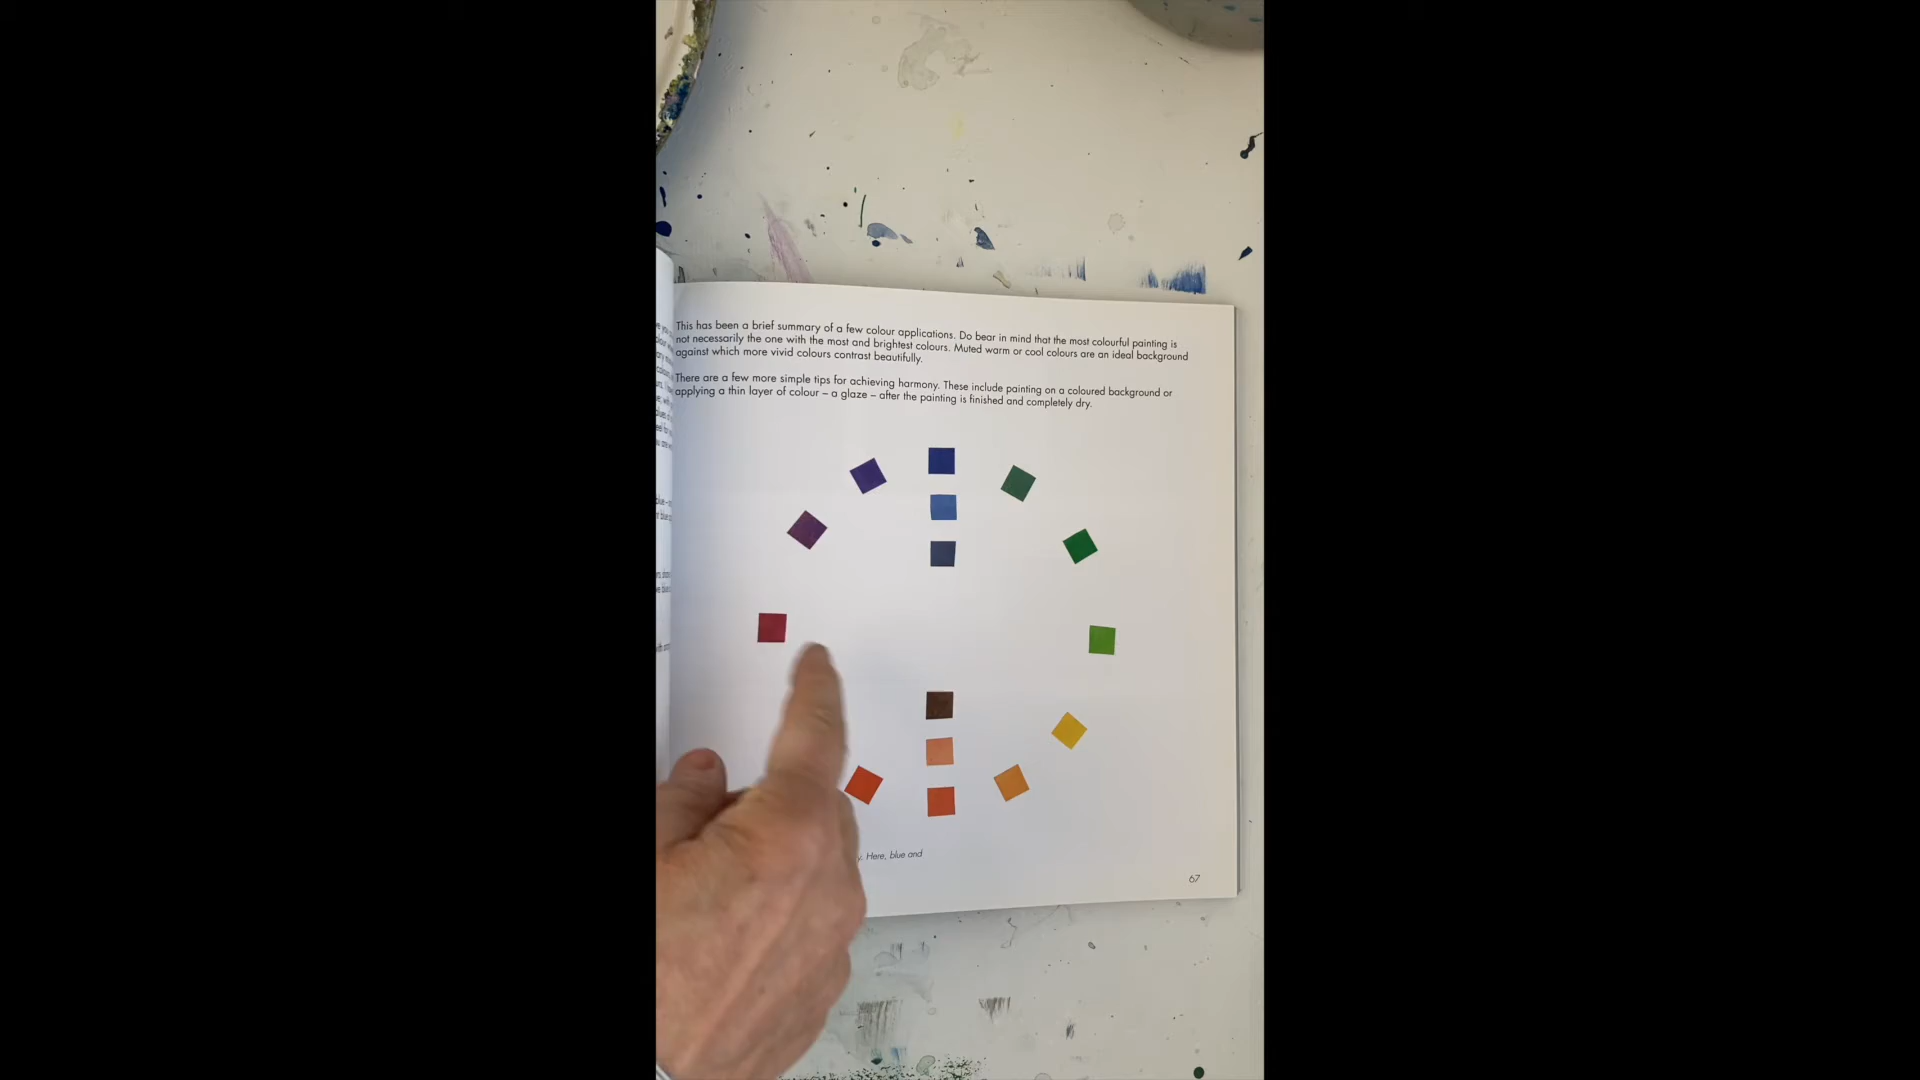 This has been a brief summary of a few colour applications. Do bear in mind that the most colourful painting is
not necessarily the one with the most and brightest colours. Muted warm or cool colours are an ideal background
against which more vivid colours contrast beautifully.
There are a few more simple tips for achieving harmony. These include painting on a coloured background or
applying a thin layer of colour – a glaze – after the painting is finished and completely dry.
y. Here, blue and
67